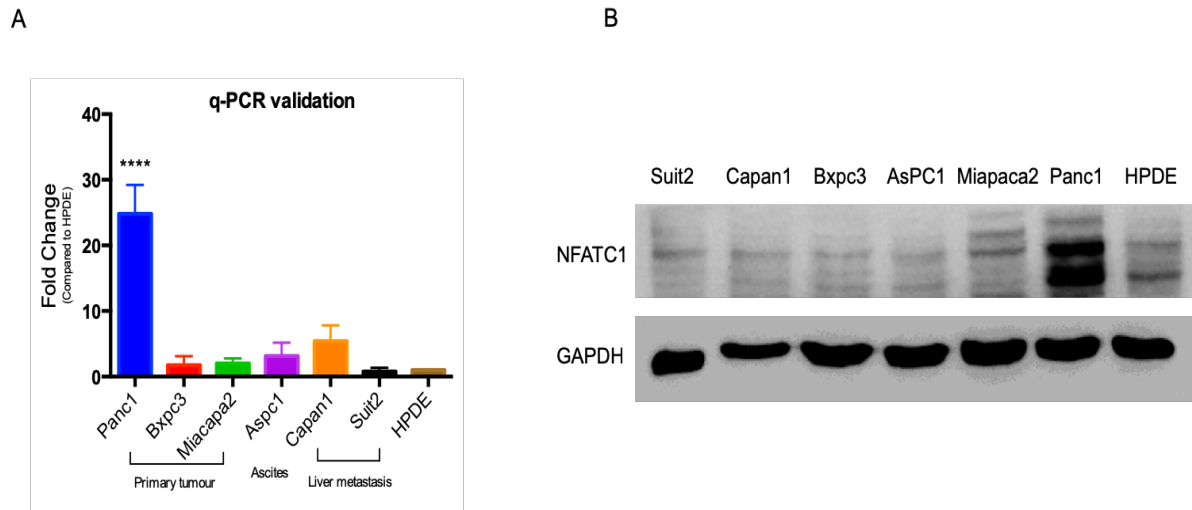 A
B
q-PCR validation
Fold Change
(Compared to HPDE)
40
30
20
10
0
****
Panc1
Bxpc3
Miacapa2
Aspc1
Capan1
Suit2
HPDE
Primary tumour
Ascites
Liver metastasis
Suit2 Capan1 Bxpc3 AsPC1 Miapaca2 Panc1 HPDE
NFATC1
GAPDH